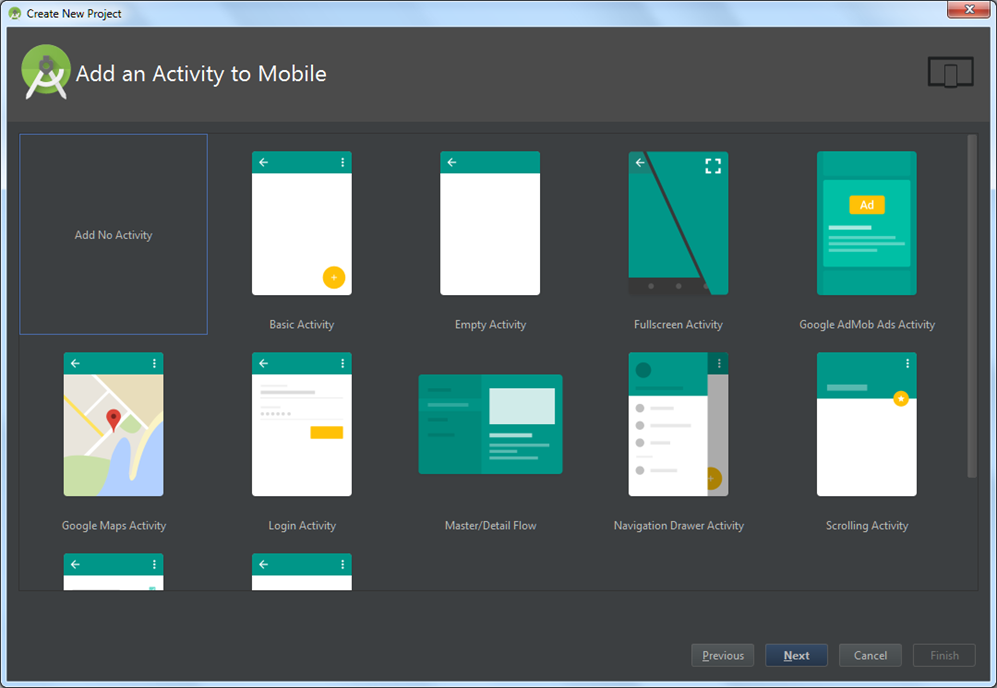 Create New Project
Add an Activity to Mobile
Add No Activity
Basic Activity
Empty Activity
Fullscreen Activity
Ad
Google AdMob Ads Activity
Google Maps Activity
Login Activity
Master/Detail Flow
Navigation Drawer Activity
Scrolling Activity
Previous
Next
Cancel
Finish